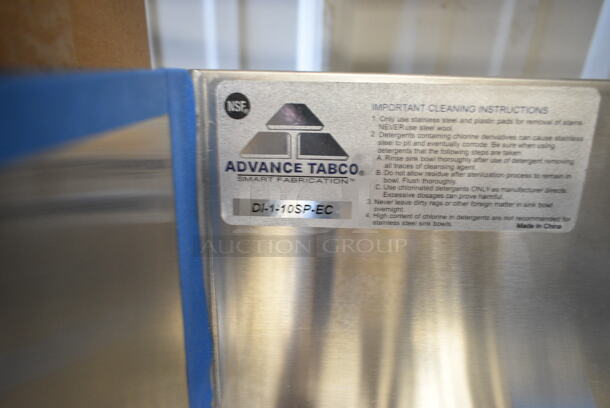 NSF®
IMPORTANT CLEANING INSTRUCTIONS
1. Only use stainless steel and plastic pads for removal of stains.
NEVER use steel wool.
2. Detergents containing chlorine derivatives can cause stainless
steel to pit and eventually corrode. Be sure when using
detergents that the following steps are taken:
A. Rinse sink bowl thoroughly after use of detergent removing
all traces of cleansing agent.
B. Do not allow residue after sterilization process to remain in
bowl. Flush thoroughly.
C. Use chlorinated detergents ONLY as manufacturer directs.
Excessive dosages can prove harmful.
3. Never leave dirty rags or other foreign matter in sink bowl
overnight.
4. High content of chlorine in detergents are not recommended for
stainless steel sink bowls.
Made In China
ADVANCE TABCO®
SMART FABRICATION™
DI-1-10SP-EC
AUCTION GROUP